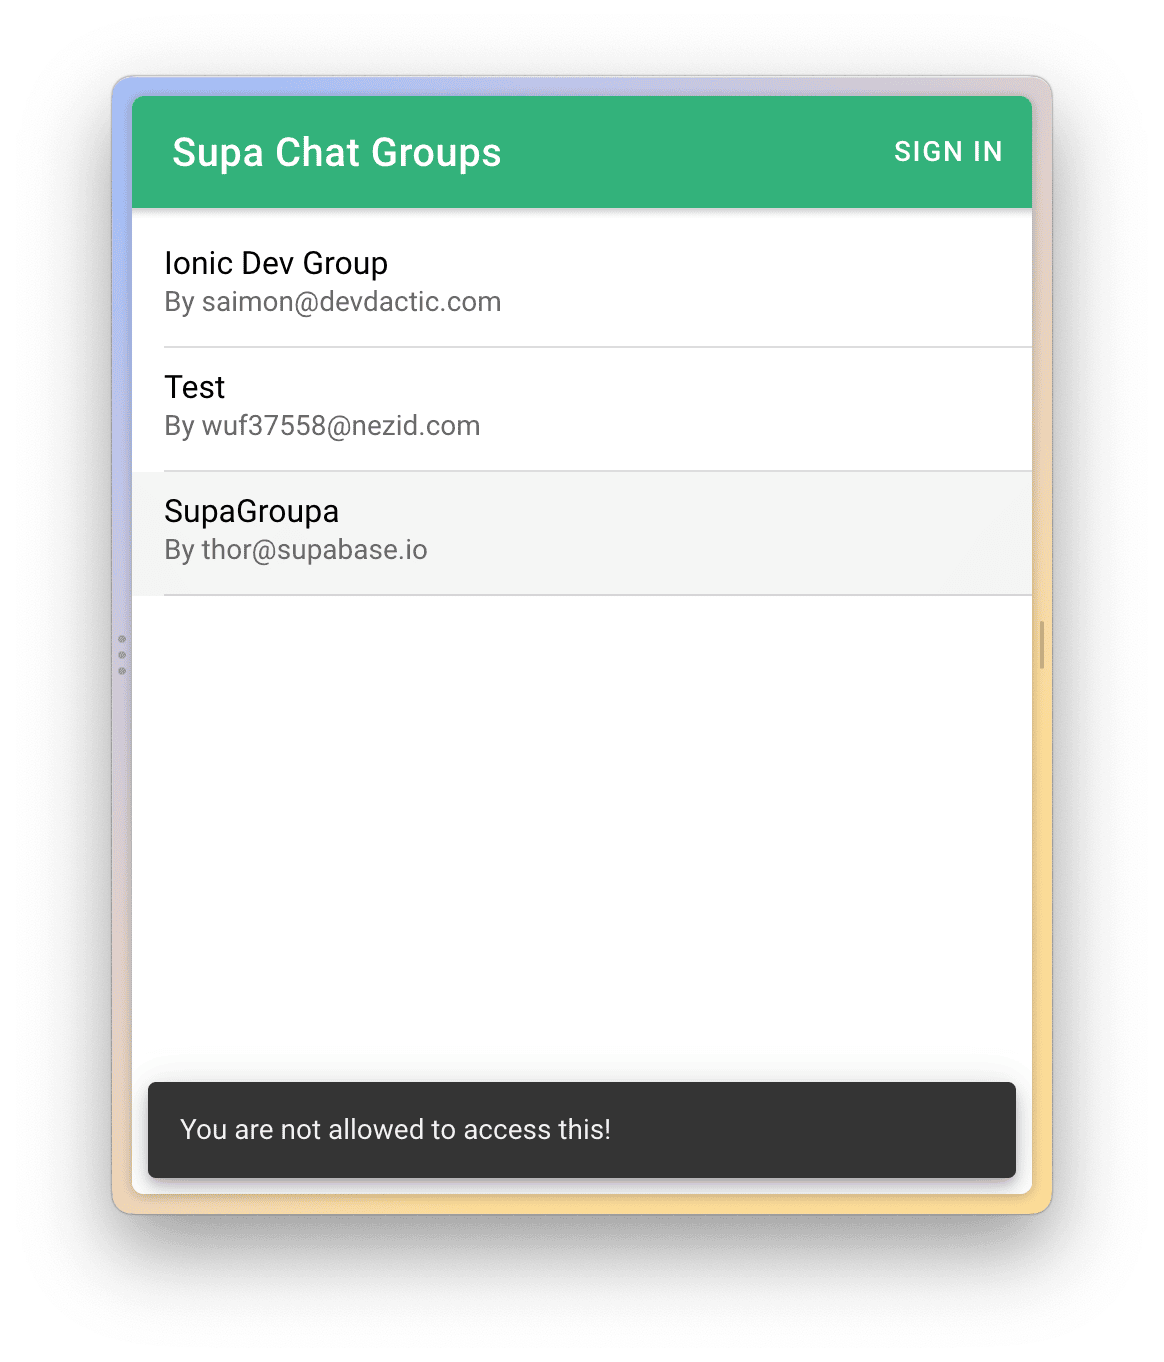 Supa Chat Groups
SIGN IN
Ionic Dev Group
By saimon@devdactic.com
Test
By wuf37558@nezid.com
SupaGroupa
By thor@supabase.io
You are not allowed to access this!